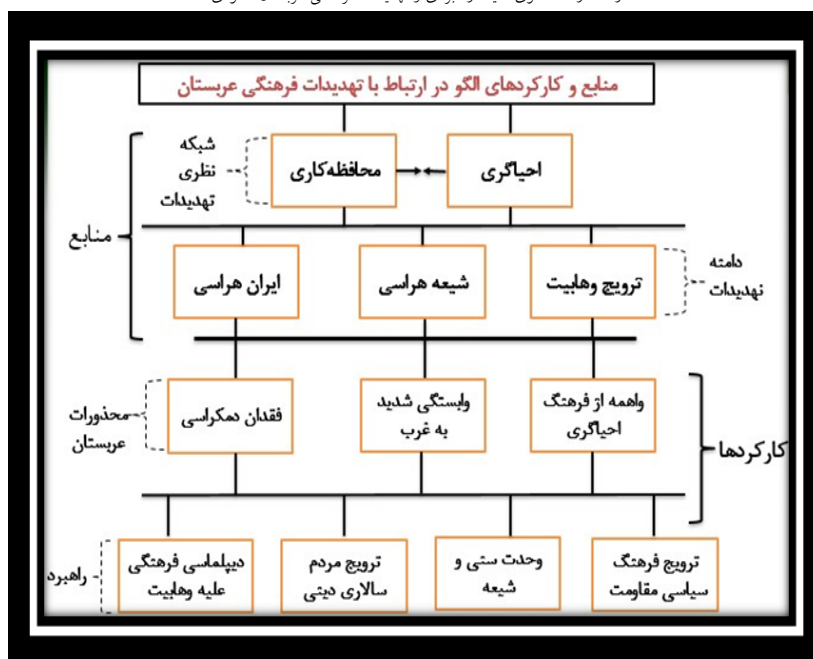 منابع و کارکردهای الگو در ارتباط با تهدیدات فرهنگی عربستان
احیاگری
محافظه‌کاری
شبکه
نظری
تهدیدات
منابع
ترویج وهابیت
شیعه هراسی
ایران هراسی
دامنه
تهدیدات
واهمه از فرهنگ
احیاگری
وابستگی شدید
به غرب
فقدان دمکراسی
محذورات
عربستان
کارکردها
ترویج فرهنگ
سیاسی مقاومت
وحدت سنی و
شیعه
ترویج مردم
سالاری دینی
دیپلماسی فرهنگی
علیه وهابیت
راهبرد